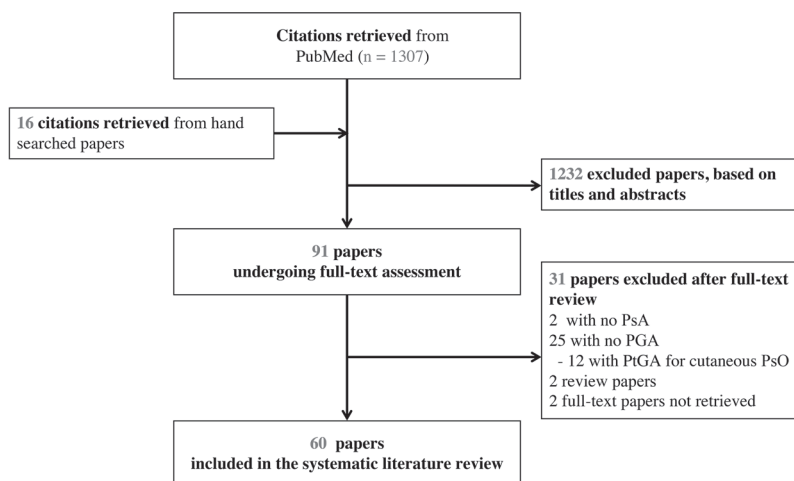 Citations retrieved from
PubMed (n = 1307)
16 citations retrieved from hand
searched papers
1232 excluded papers, based on
titles and abstracts
91 papers
undergoing full-text assessment
31 papers excluded after full-text
review
2 with no PsA
25 with no PGA
- 12 with PtGA for cutaneous PsO
2 review papers
2 full-text papers not retrieved
60 papers
included in the systematic literature review